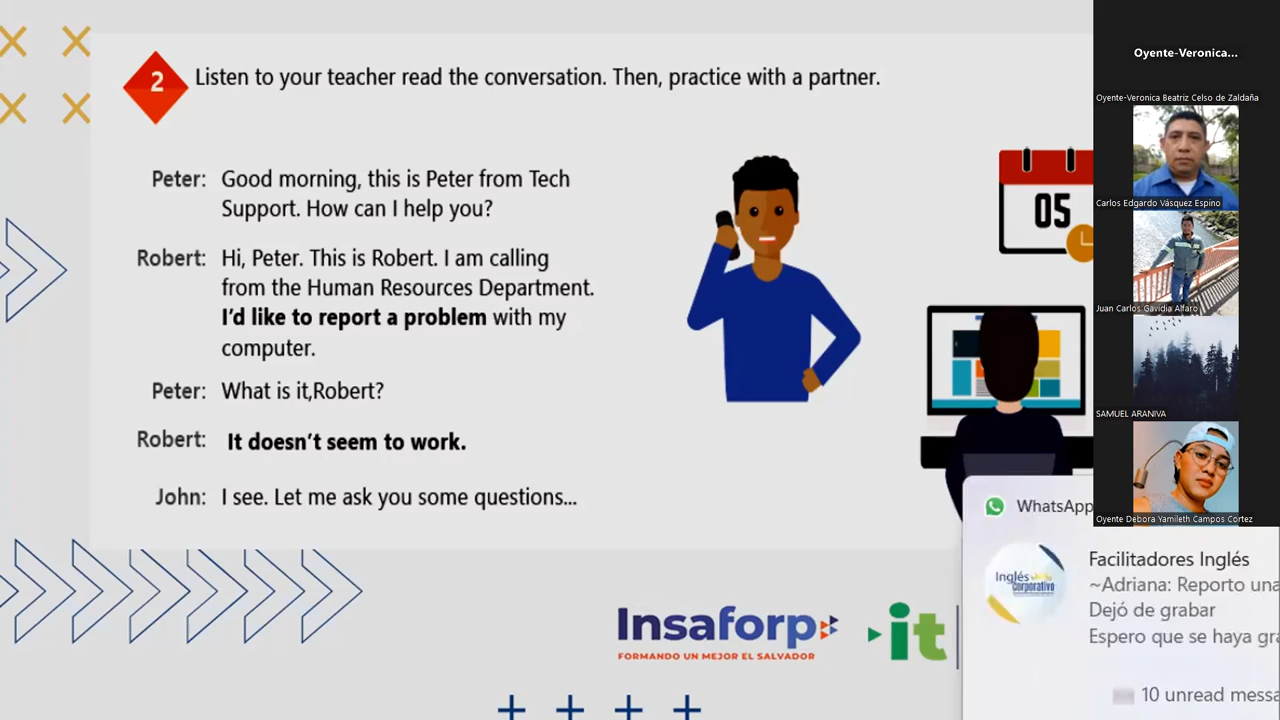 2 Listen to your teacher read the conversation. Then, practice with a partner.
Peter: Good morning, this is Peter from Tech
Support. How can I help you?
Robert: Hi, Peter. This is Robert. I am calling
from the Human Resources Department.
I'd like to report a problem with my
computer.
Peter: What is it,Robert?
Robert: It doesn't seem to work.
John: I see. Let me ask you some questions...
05
Insaforp
FORMANDO UN MEJOR EL SALVADOR
it
Oyente-Veronica...
Oyente-Veronica Beatriz Celso de Zaldaña
Carlos Edgardo Vásquez Espino
Juan Carlos Gavidia Alfaro
SAMUEL ARANIVA
Oyente Debora Yamileth Campos Cortez
WhatsApp
Inglés
corporativo
Facilitadores Inglés
~Adriana: Reporto una
Dejó de grabar
Espero que se haya gra
10 unread messa